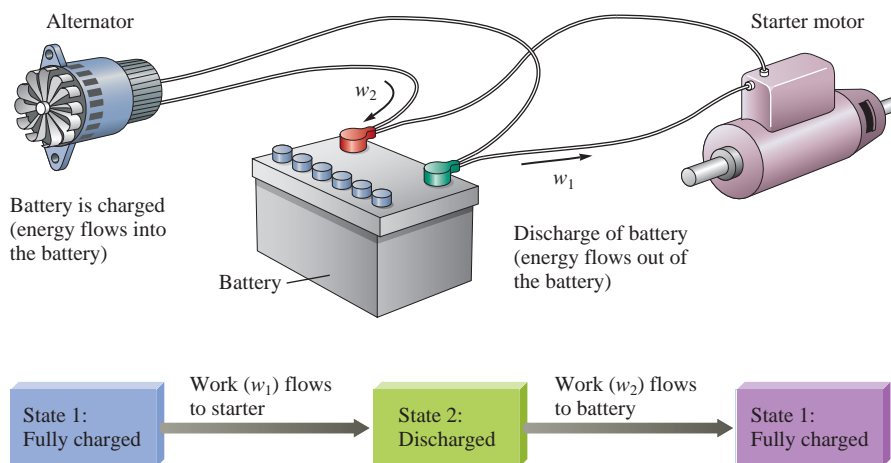 Alternator
Starter motor
w2
w1
Battery is charged
(energy flows into
the battery)
Discharge of battery
(energy flows out of
the battery)
Battery
State 1:
Fully charged
Work (w1) flows
to starter
State 2:
Discharged
Work (w2) flows
to battery
State 1:
Fully charged